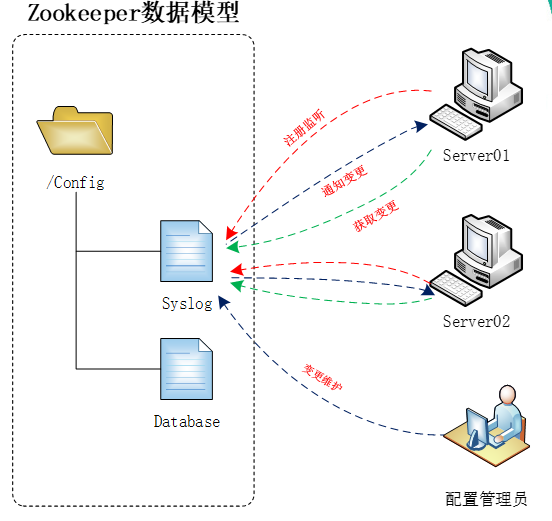 Zookeeper数据模型
/Config
Syslog
Database
注册监听
通知变更
获取变更
变更维护
Server01
Server02
配置管理员